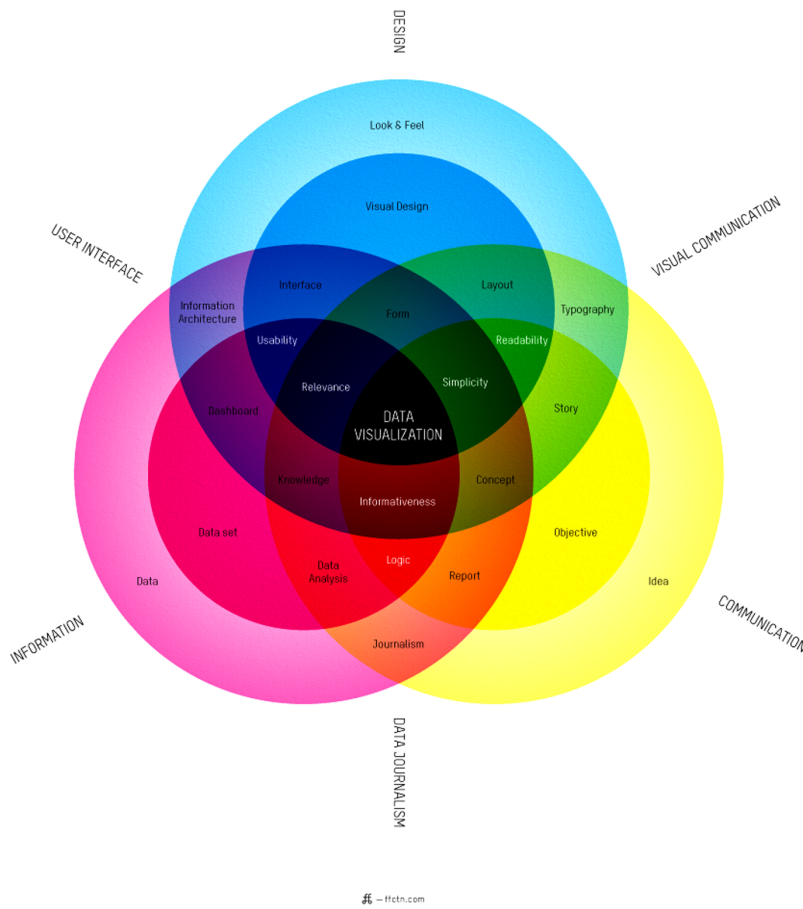 DESIGN
Look & Feel
Visual Design
USER INTERFACE
VISUAL COMMUNICATION
Interface
Layout
Information
Architecture
Form
Typography
Usability
Readability
Relevance
Simplicity
Dashboard
Story
DATA
VISUALIZATION
Knowledge
Concept
Informativeness
Data set
Objective
Logic
Data
Analysis
Report
Data
Idea
INFORMATION
COMMUNICATION
Journalism
DATA JOURNALISM
ff — ffctn.com